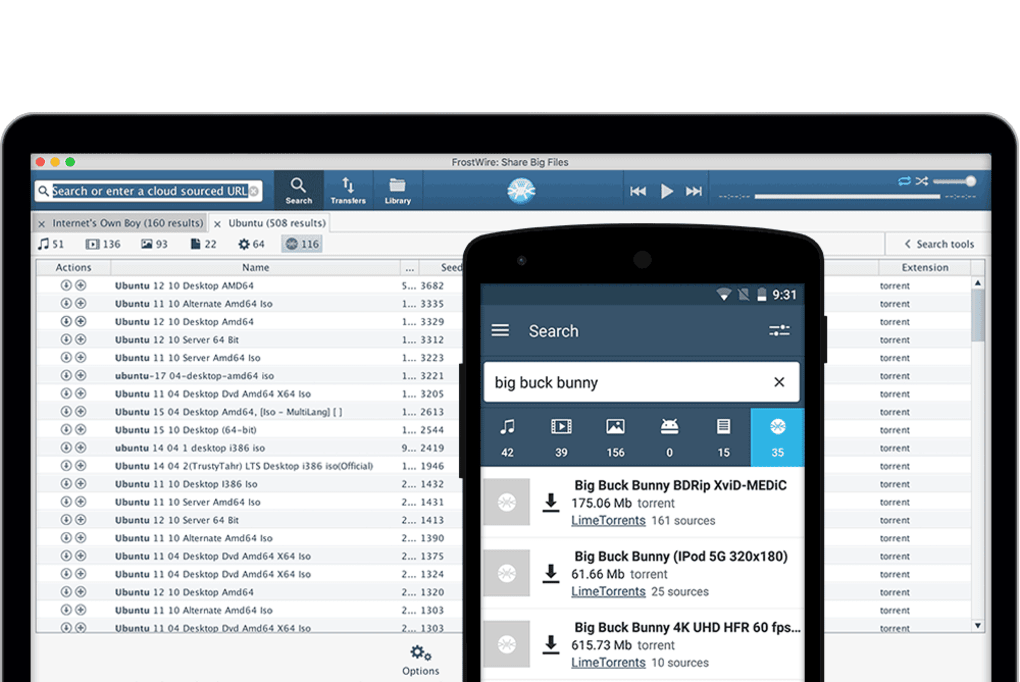 FrostWire: Share Big Files
Search or enter a cloud sourced URL
Search
Transfers
Library
--:--:--
--:--:--
Internet's Own Boy (160 results)
Ubuntu (508 results)
51
136
93
22
64
116
Search tools
Actions
Name
...
Seed
Extension
Ubuntu 12 10 Desktop AMD64 5... 3682 torrent
Ubuntu 11 10 Alternate Amd64 Iso 1... 3335 torrent
Ubuntu 12 10 Desktop Amd64 1... 3329 torrent
Ubuntu 12 10 Server 64 Bit 1... 3312 torrent
Ubuntu 11 10 Server Amd64 Iso 1... 3223 torrent
ubuntu-17 04-desktop-amd64 iso 1... 3221 torrent
Ubuntu 11 04 Desktop Dvd Amd64 X64 Iso 1... 3205 torrent
Ubuntu 15 04 Desktop Amd64, [Iso - MultiLang] [ ] 1... 2613 torrent
Ubuntu 15 10 Desktop (64-bit) 1... 2544 torrent
ubuntu 14 04 1 desktop i386 iso 9... 2419 torrent
Ubuntu 14 04 2(TrustyTahr) LTS Desktop i386 iso(Official) 1... 1946 torrent
Ubuntu 11 10 Desktop I386 Iso 2... 1432 torrent
Ubuntu 11 10 Server Amd64 Iso 2... 1431 torrent
Ubuntu 12 10 Server 64 Bit 2... 1413 torrent
Ubuntu 11 10 Alternate Amd64 Iso 2... 1390 torrent
Ubuntu 11 04 Desktop Dvd Amd64 X64 Iso 2... 1375 torrent
Ubuntu 11 04 Desktop Dvd Amd64 X64 Iso 2... 1324 torrent
Ubuntu 12 10 Desktop Amd64 2... 1320 torrent
Ubuntu 11 10 Alternate Amd64 Iso 2... 1303 torrent
Ubuntu 11 04 Desktop Dvd Amd64 X64 Iso 2... 1303 torrent
Options
9:31
Search
big buck bunny
42
39
156
0
15
35
Big Buck Bunny BDRip XviD-MEDiC
175.06 Mb torrent
LimeTorrents 161 sources
Big Buck Bunny (IPod 5G 320x180)
61.66 Mb torrent
LimeTorrents 25 sources
Big Buck Bunny 4K UHD HFR 60 fps...
615.73 Mb torrent
LimeTorrents 10 sources